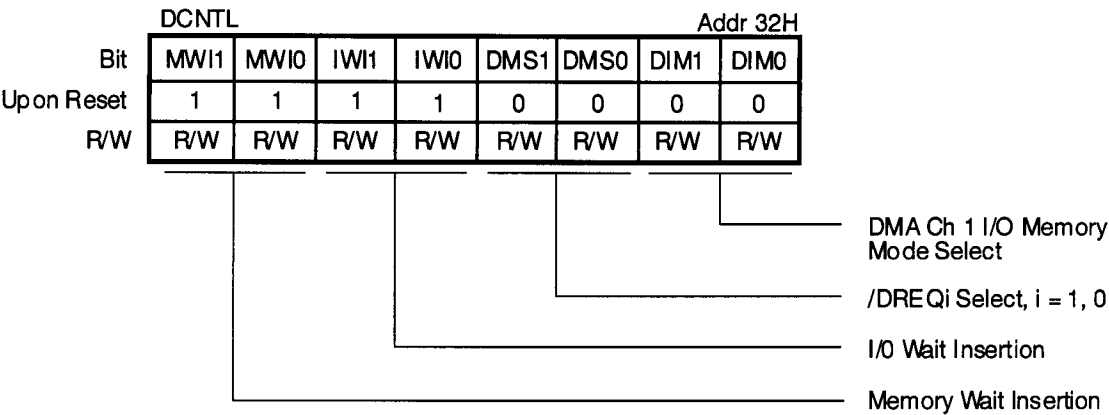 DCNTL Addr 32H
Bit MWI1 MWI0 IWI1 IWI0 DMS1 DMS0 DIM1 DIM0
Upon Reset 1 1 1 1 0 0 0 0
R/W R/W R/W R/W R/W R/W R/W R/W R/W
DMA Ch 1 I/O Memory
Mode Select
/DREQi Select, i = 1, 0
I/0 Wait Insertion
Memory Wait Insertion